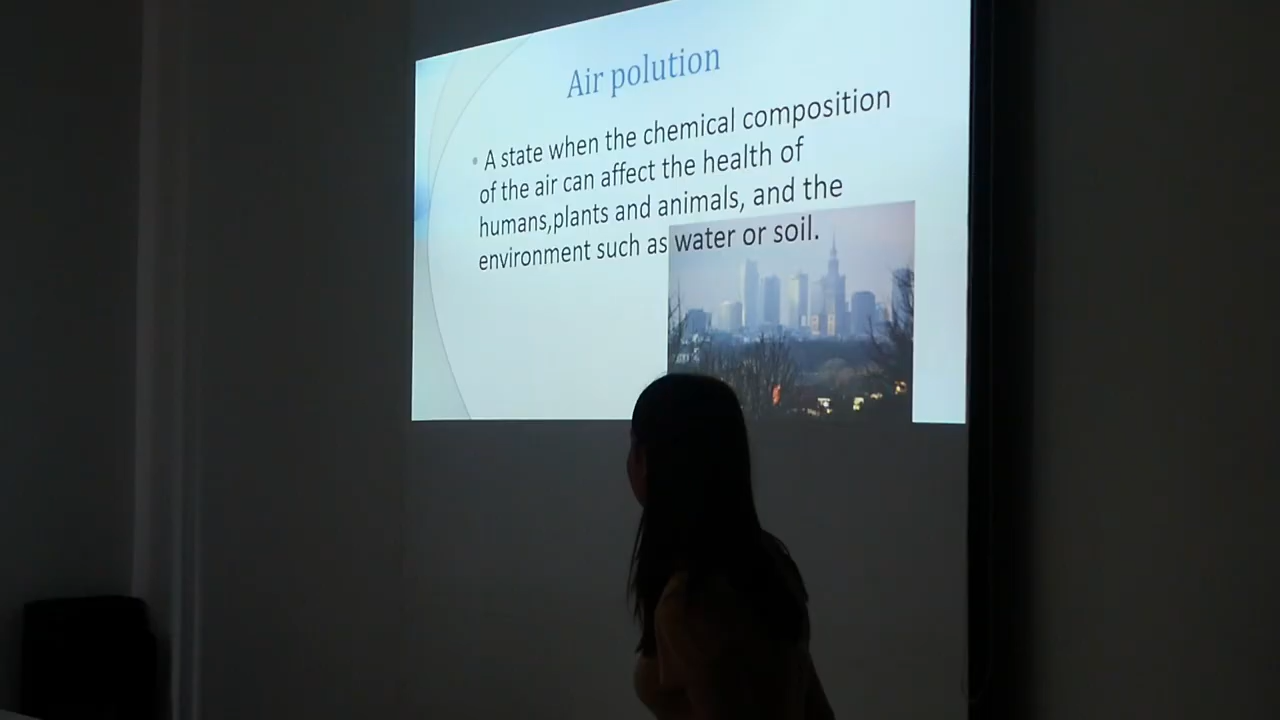 Air polution
• A state when the chemical composition
of the air can affect the health of
humans,plants and animals, and the
environment such as water or soil.